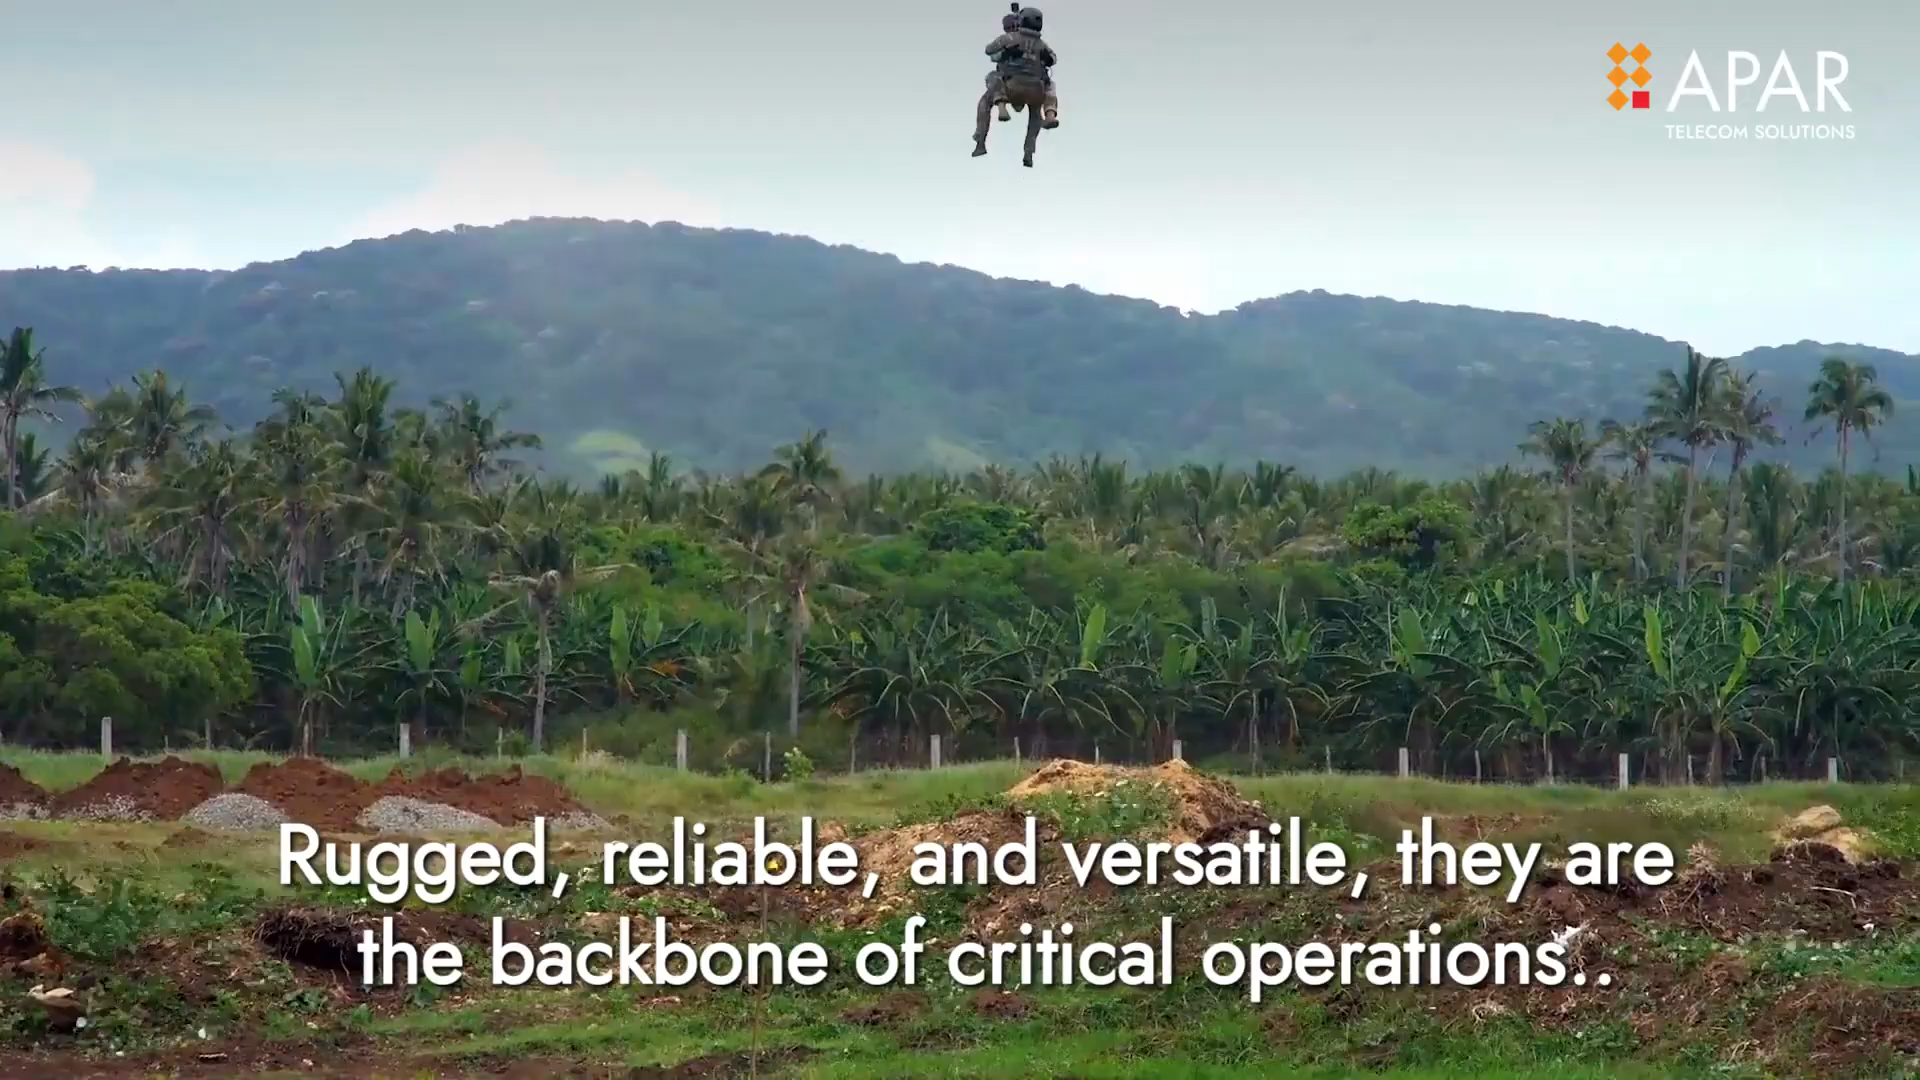 APAR
TELECOM SOLUTIONS
Rugged, reliable, and versatile, they are
the backbone of critical operations..